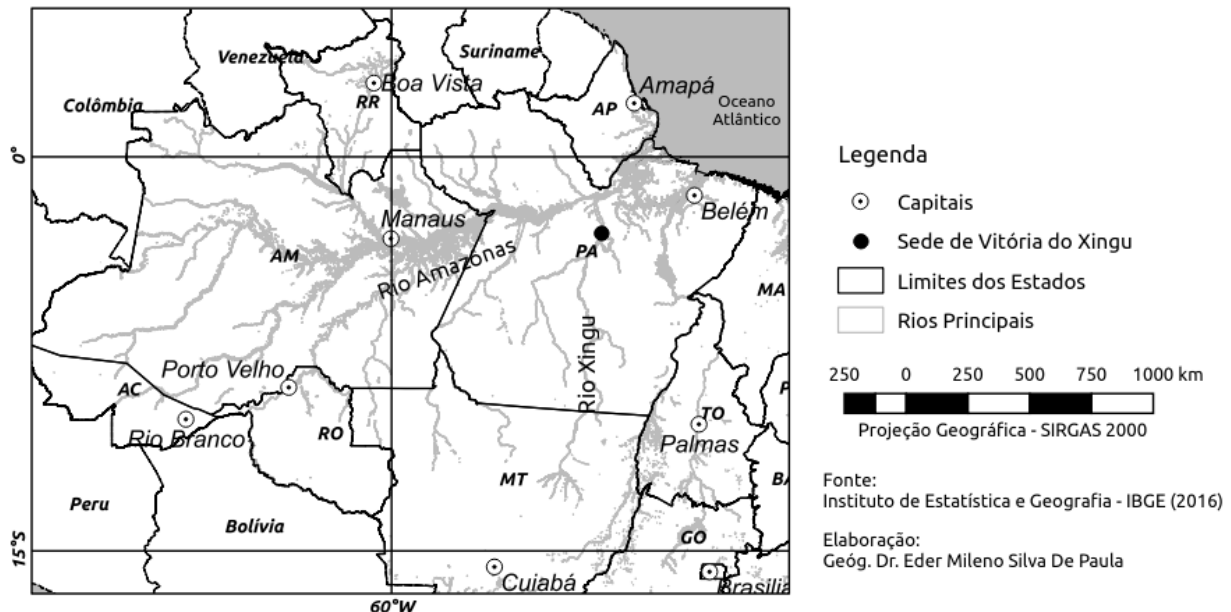 Venezuela
Suriname
Colômbia
Boa Vista
RR
Amapá
AP
Oceano
Atlântico
0°
Manaus
AM
Rio Amazonas
Belém
PA
MA
Rio Xingu
Porto Velho
AC
Rio Branco
RO
TO
Palmas
MT
Peru
Bolívia
GO
15°S
Cuiabá
Brasília
60°W
Legenda
Capitais
Sede de Vitória do Xingu
Limites dos Estados
Rios Principais
250 0 250 500 750 1000 km
Projeção Geográfica - SIRGAS 2000
Fonte:
Instituto de Estatística e Geografia - IBGE (2016)
Elaboração:
Geóg. Dr. Eder Mileno Silva De Paula